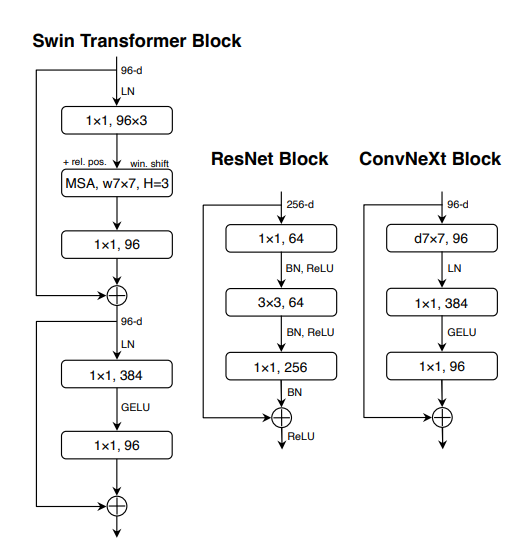 Swin Transformer Block
96-d
LN
1×1, 96×3
+ rel. pos.
win. shift
MSA, w7×7, H=3
1×1, 96
96-d
LN
1×1, 384
GELU
1×1, 96
ResNet Block
256-d
1×1, 64
BN, ReLU
3×3, 64
BN, ReLU
1×1, 256
BN
ReLU
ConvNeXt Block
96-d
d7×7, 96
LN
1×1, 384
GELU
1×1, 96